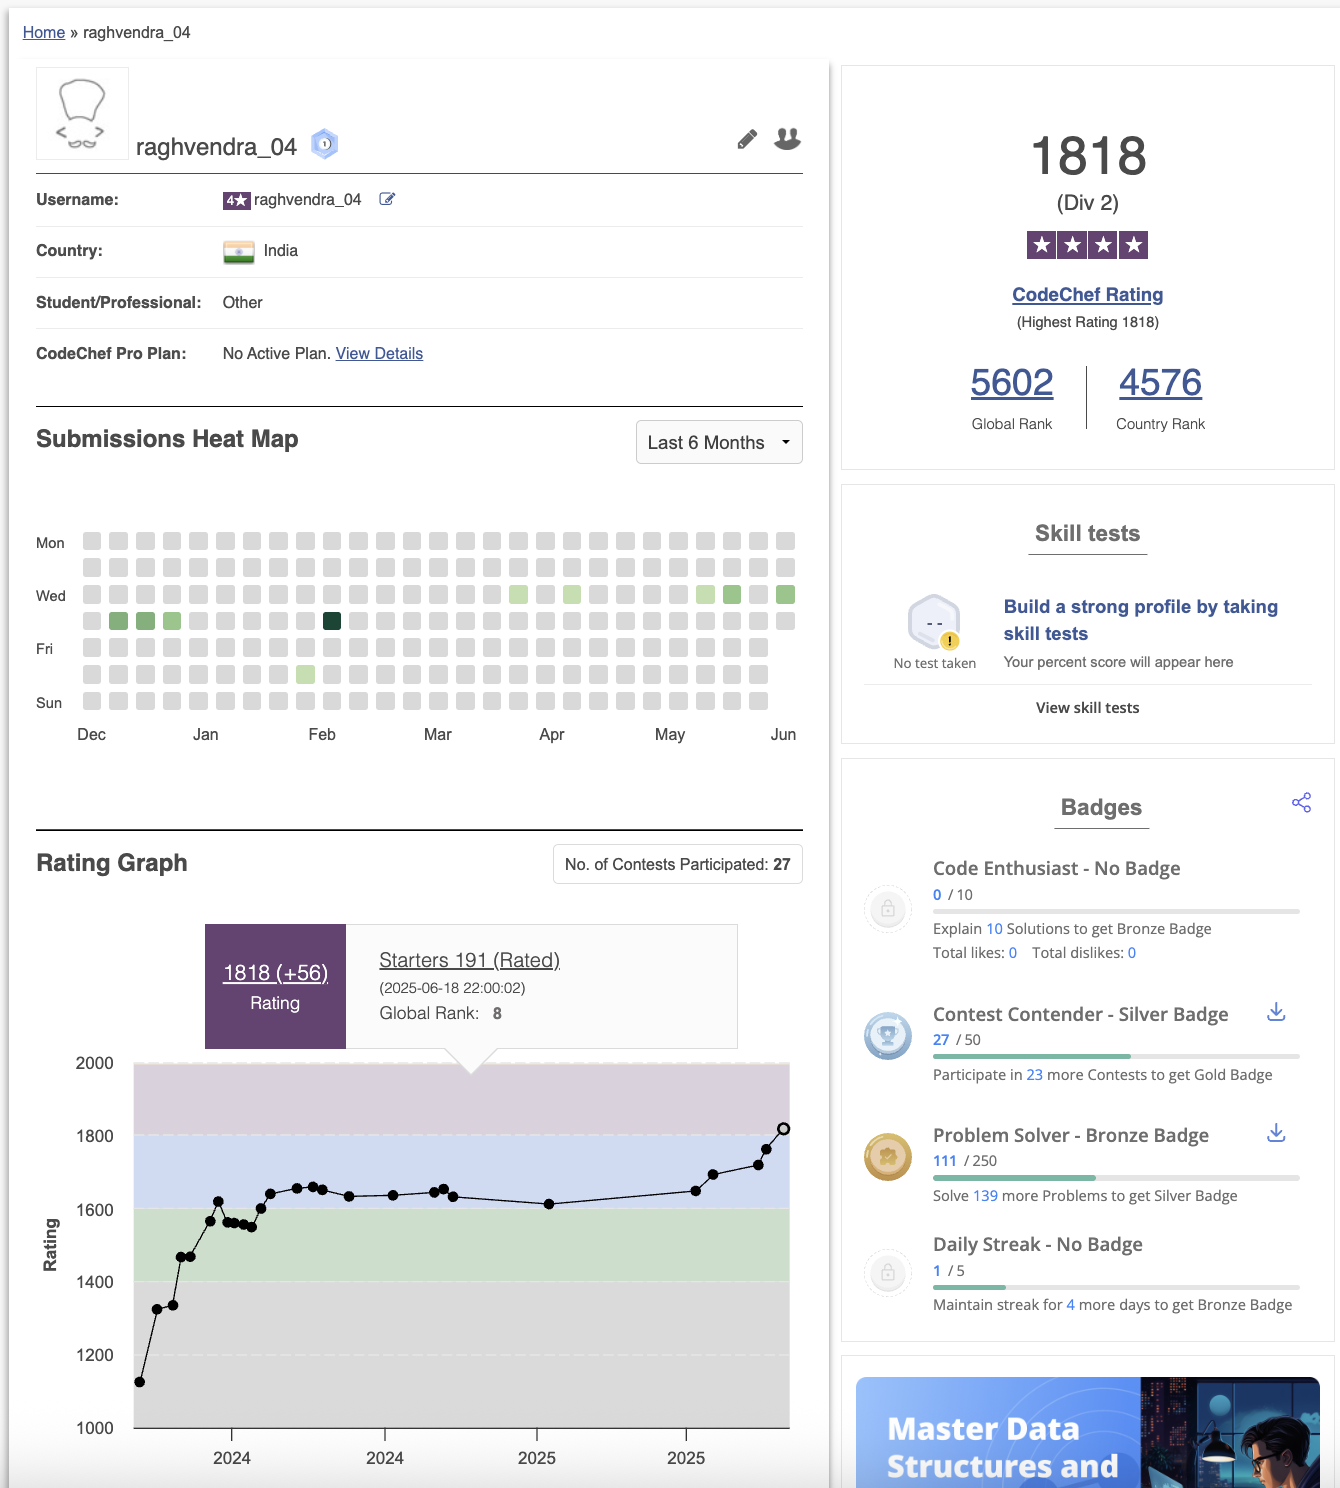 Home » raghvendra_04
raghvendra_04
Username: 4★ raghvendra_04
Country: India
Student/Professional: Other
CodeChef Pro Plan: No Active Plan. View Details
Submissions Heat Map
Last 6 Months
Mon
Wed
Fri
Sun
Dec Jan Feb Mar Apr May Jun
Rating Graph
No. of Contests Participated: 27
1818 (+56)
Rating
Starters 191 (Rated)
(2025-06-18 22:00:02)
Global Rank: 8
2000
1800
1600
1400
1200
1000
Rating
2024 2024 2025 2025
1818
(Div 2)
★★★★
CodeChef Rating
(Highest Rating 1818)
5602 4576
Global Rank Country Rank
Skill tests
--
!
No test taken
Build a strong profile by taking
skill tests
Your percent score will appear here
View skill tests
Badges
Code Enthusiast - No Badge
0 / 10
Explain 10 Solutions to get Bronze Badge
Total likes: 0 Total dislikes: 0
Contest Contender - Silver Badge
27 / 50
Participate in 23 more Contests to get Gold Badge
Problem Solver - Bronze Badge
111 / 250
Solve 139 more Problems to get Silver Badge
Daily Streak - No Badge
1 / 5
Maintain streak for 4 more days to get Bronze Badge
Master Data
Structures and